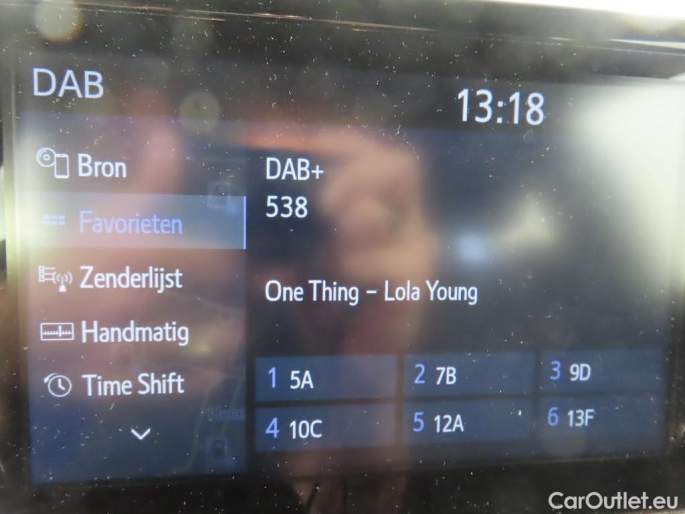 DAB
13:18
Bron
Favorieten
Zenderlijst
Handmatig
Time Shift
DAB+
538
One Thing – Lola Young
1 5A
2 7B
3 9D
4 10C
5 12A
6 13F
CarOutlet.eu